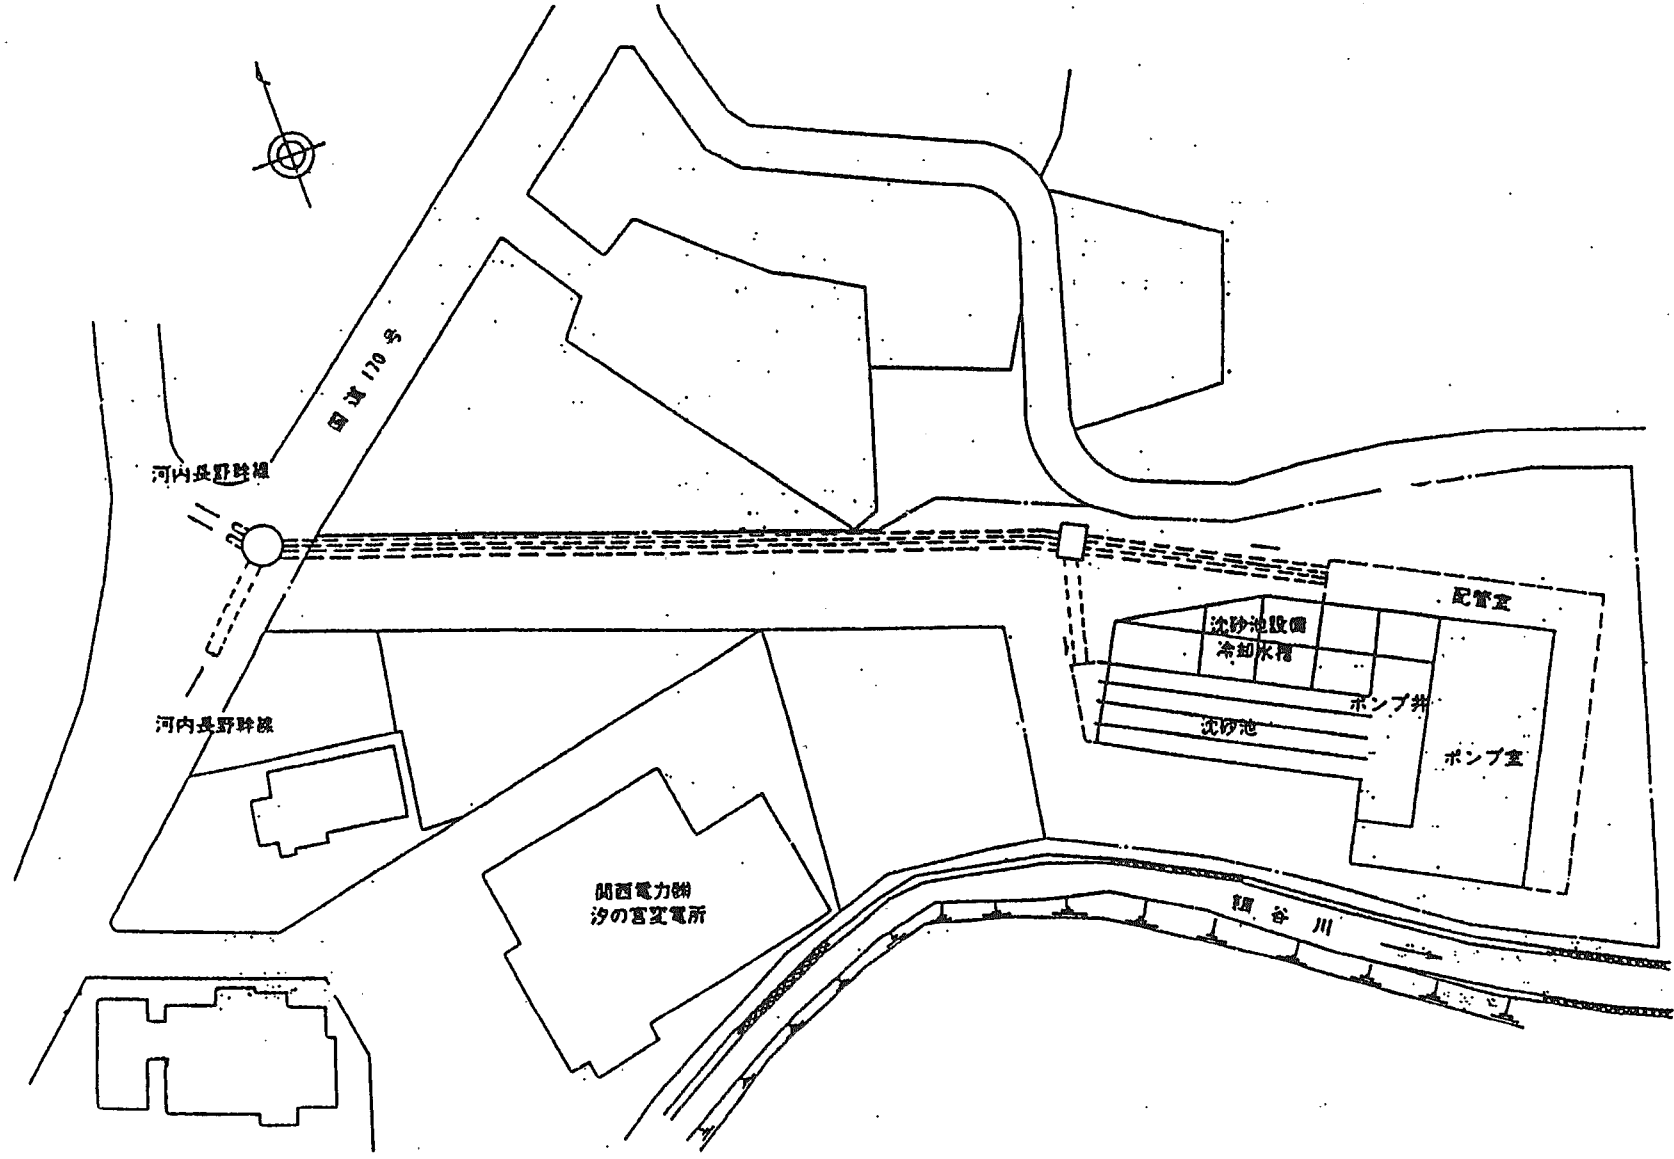 国道170号
河内長野幹線
配管室
沈砂池設備
冷却水槽
ポンプ井
河内長野幹線
沈砂池
ポンプ室
関西電力㈱
汐の宮変電所
細谷川